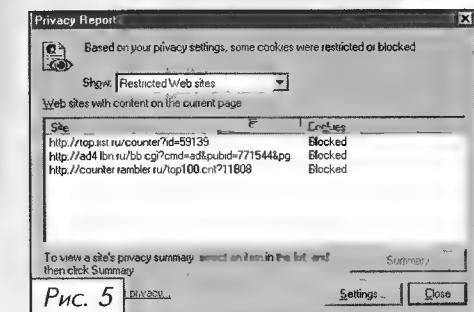 Privacy Report
Based on your privacy settings, some cookies were restricted or blocked
Show: Restricted Web sites
Web sites with content on the current page
Site Cookies
http://top.list.ru/counter?id=59139 Blocked
http://ad4.lbn.ru/bb.cgi?cmd=ad&pubid=771544&pg Blocked
http://counter.rambler.ru/top100.cnt?11808 Blocked
To view a site's privacy summary, select an item in the list, and
then click Summary
Summary
Рис. 5
privacy...
Settings...
Close